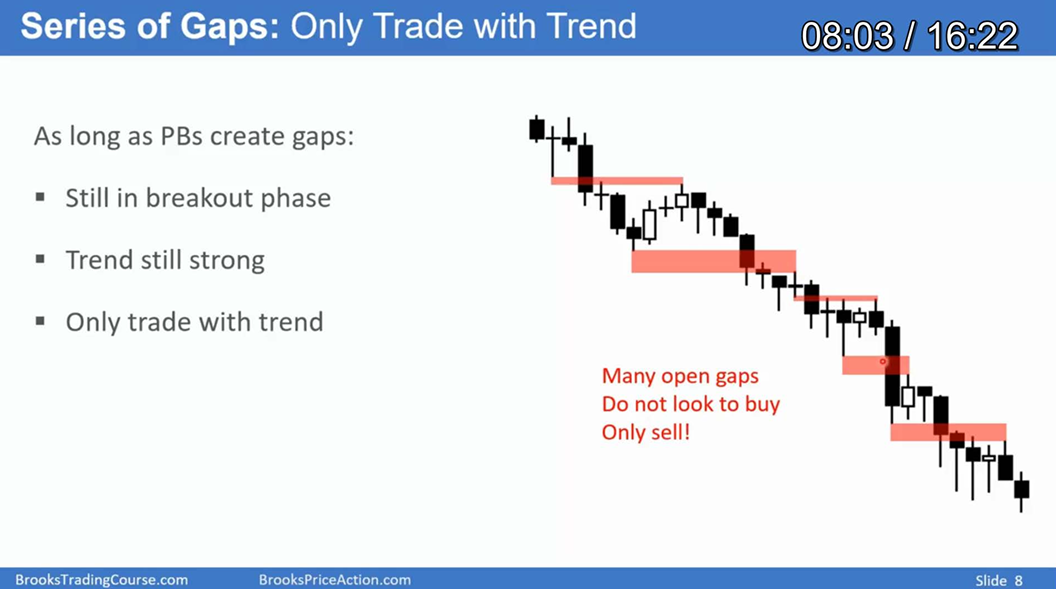 Series of Gaps: Only Trade with Trend
08:03 / 16:22
As long as PBs create gaps:
▪ Still in breakout phase
▪ Trend still strong
▪ Only trade with trend
Many open gaps
Do not look to buy
Only sell!
BrooksTradingCourse.com
BrooksPriceAction.com
Slide 8